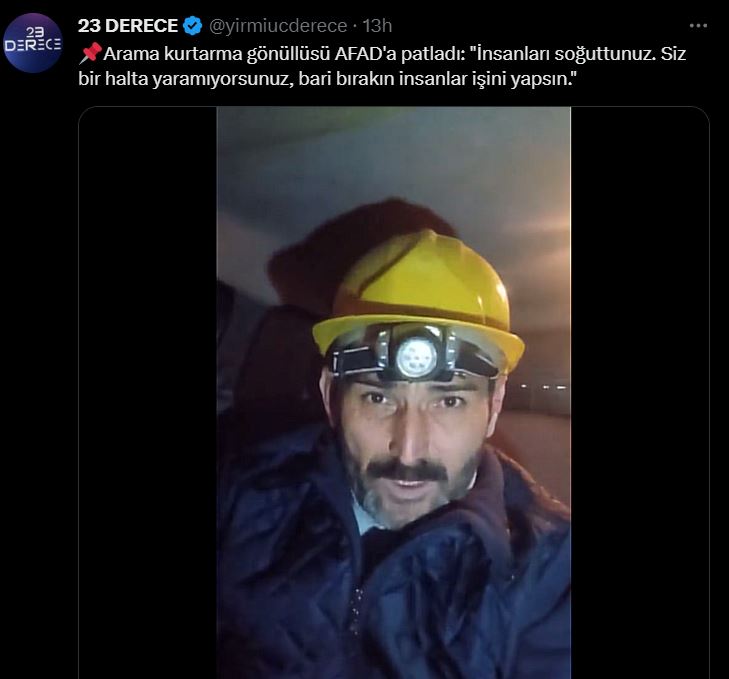 23 DERECE @yirmiucderece · 13h
23
DERECE
📌Arama kurtarma gönüllüsü AFAD'a patladı: "İnsanları soğuttunuz. Siz
bir halta yaramıyorsunuz, bari bırakın insanlar işini yapsın."